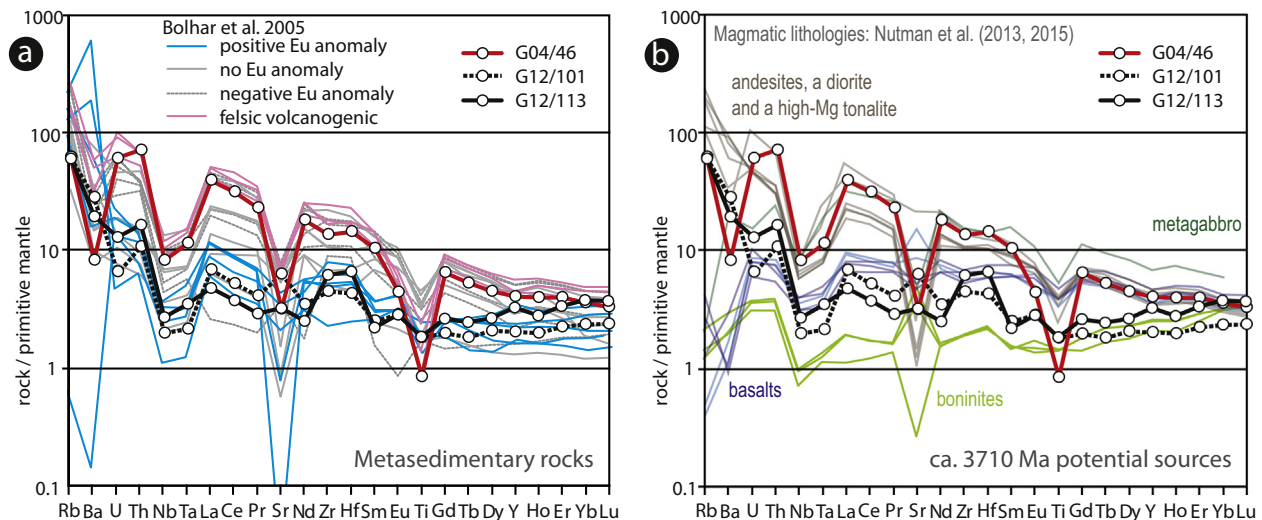 a
1000
100
10
1
0.1
rock/ primitive mantle
Bolhar et al. 2005
positive Eu anomaly
no Eu anomaly
negative Eu anomaly
felsic volcanogenic
G04/46
G12/101
G12/113
Metasedimentary rocks
Rb Ba U Th Nb Ta La Ce Pr Sr Nd Zr Hf Sm Eu Ti Gd Tb Dy Y Ho Er Yb Lu
b
1000
100
10
1
0.1
rock/ primitive mantle
Magmatic lithologies: Nutman et al. (2013, 2015)
G04/46
G12/101
G12/113
andesites, a diorite
and a high-Mg tonalite
metagabbro
basalts
boninites
ca. 3710 Ma potential sources
Rb Ba U Th Nb Ta La Ce Pr Sr Nd Zr Hf Sm Eu Ti Gd Tb Dy Y Ho Er Yb Lu